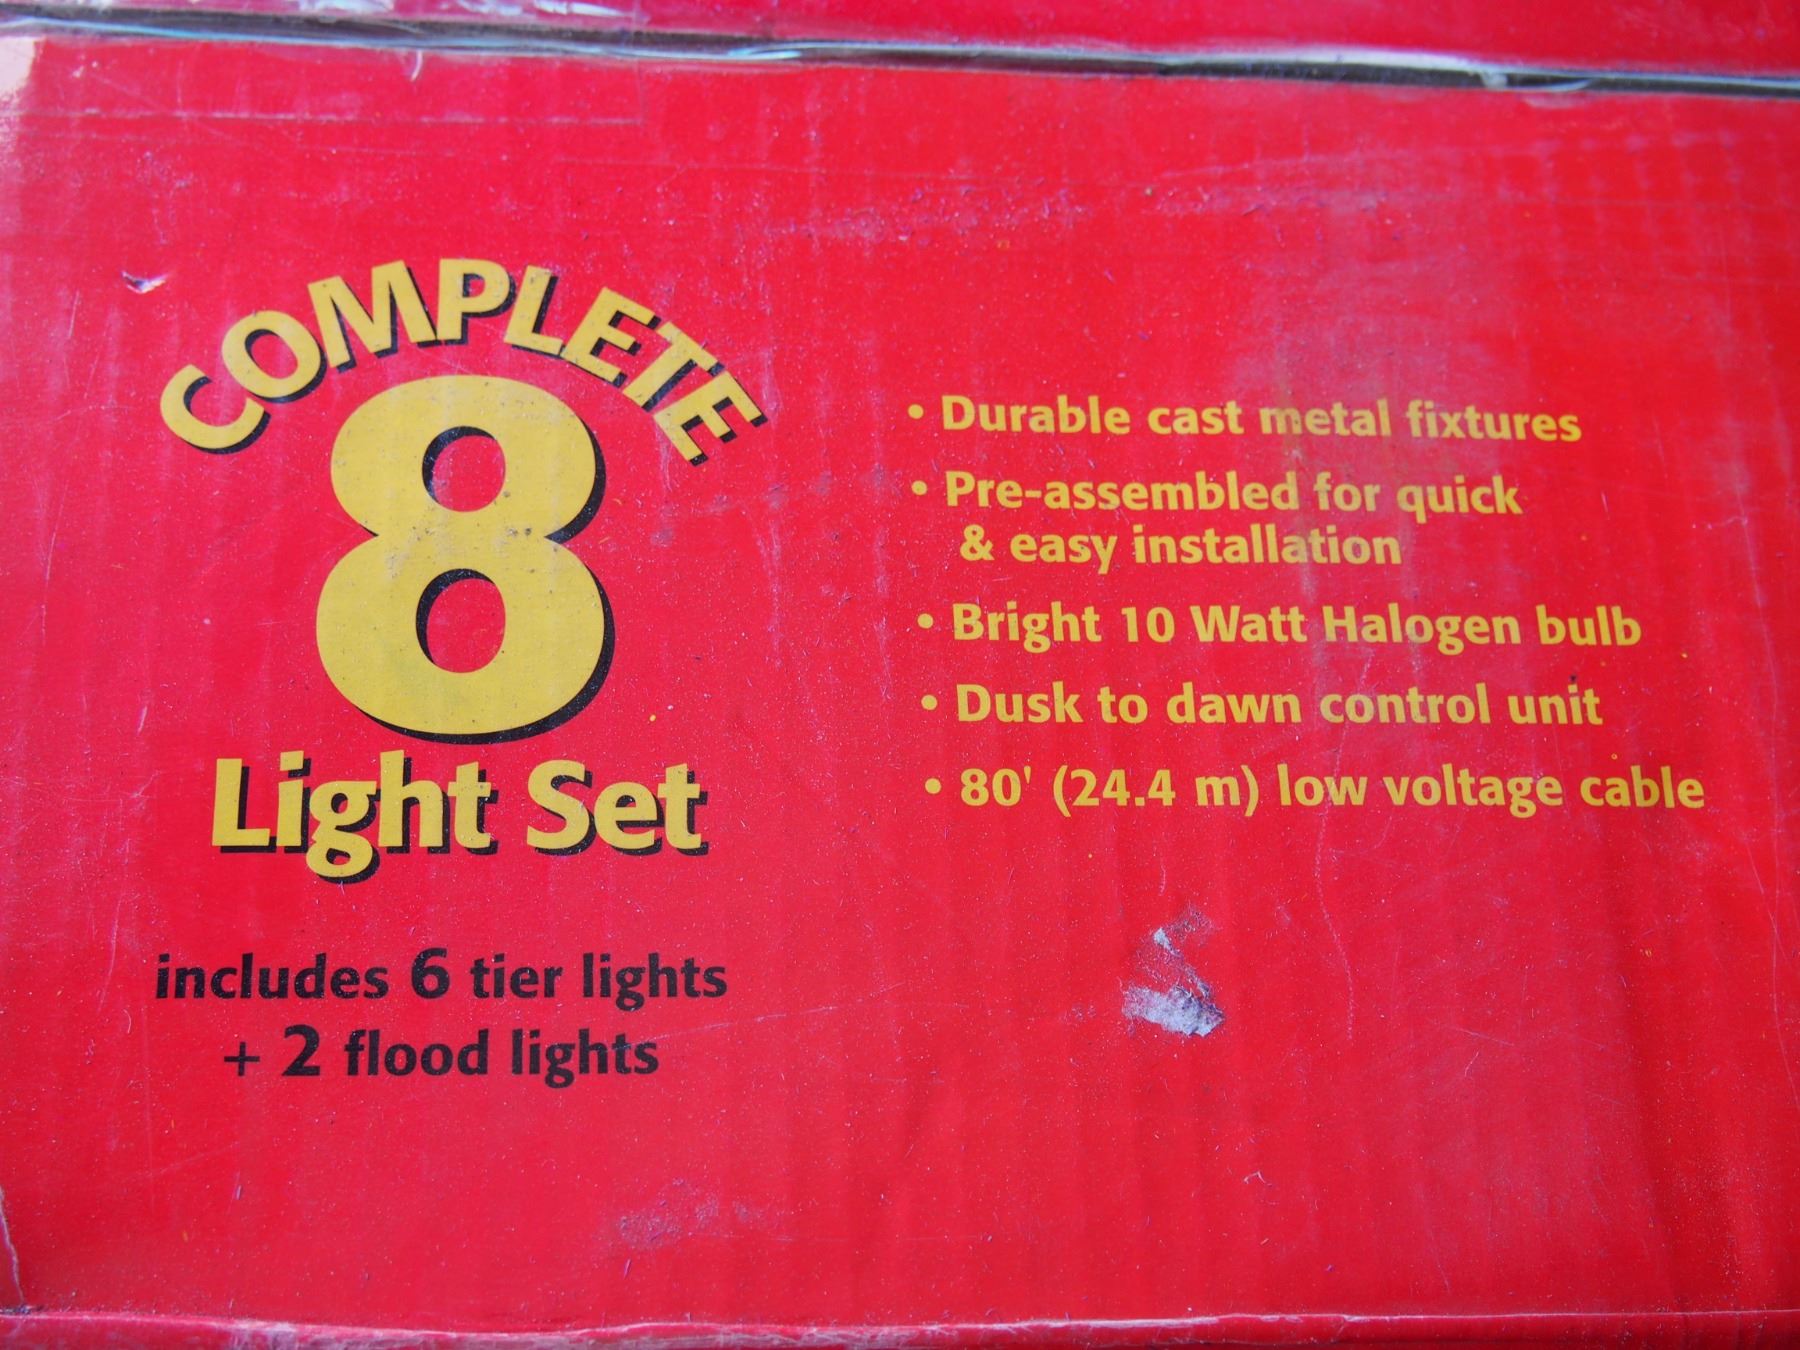 COMPLETE
8
Light Set
includes 6 tier lights
+ 2 flood lights
• Durable cast metal fixtures
• Pre-assembled for quick
& easy installation
• Bright 10 Watt Halogen bulb
• Dusk to dawn control unit
• 80' (24.4 m) low voltage cable